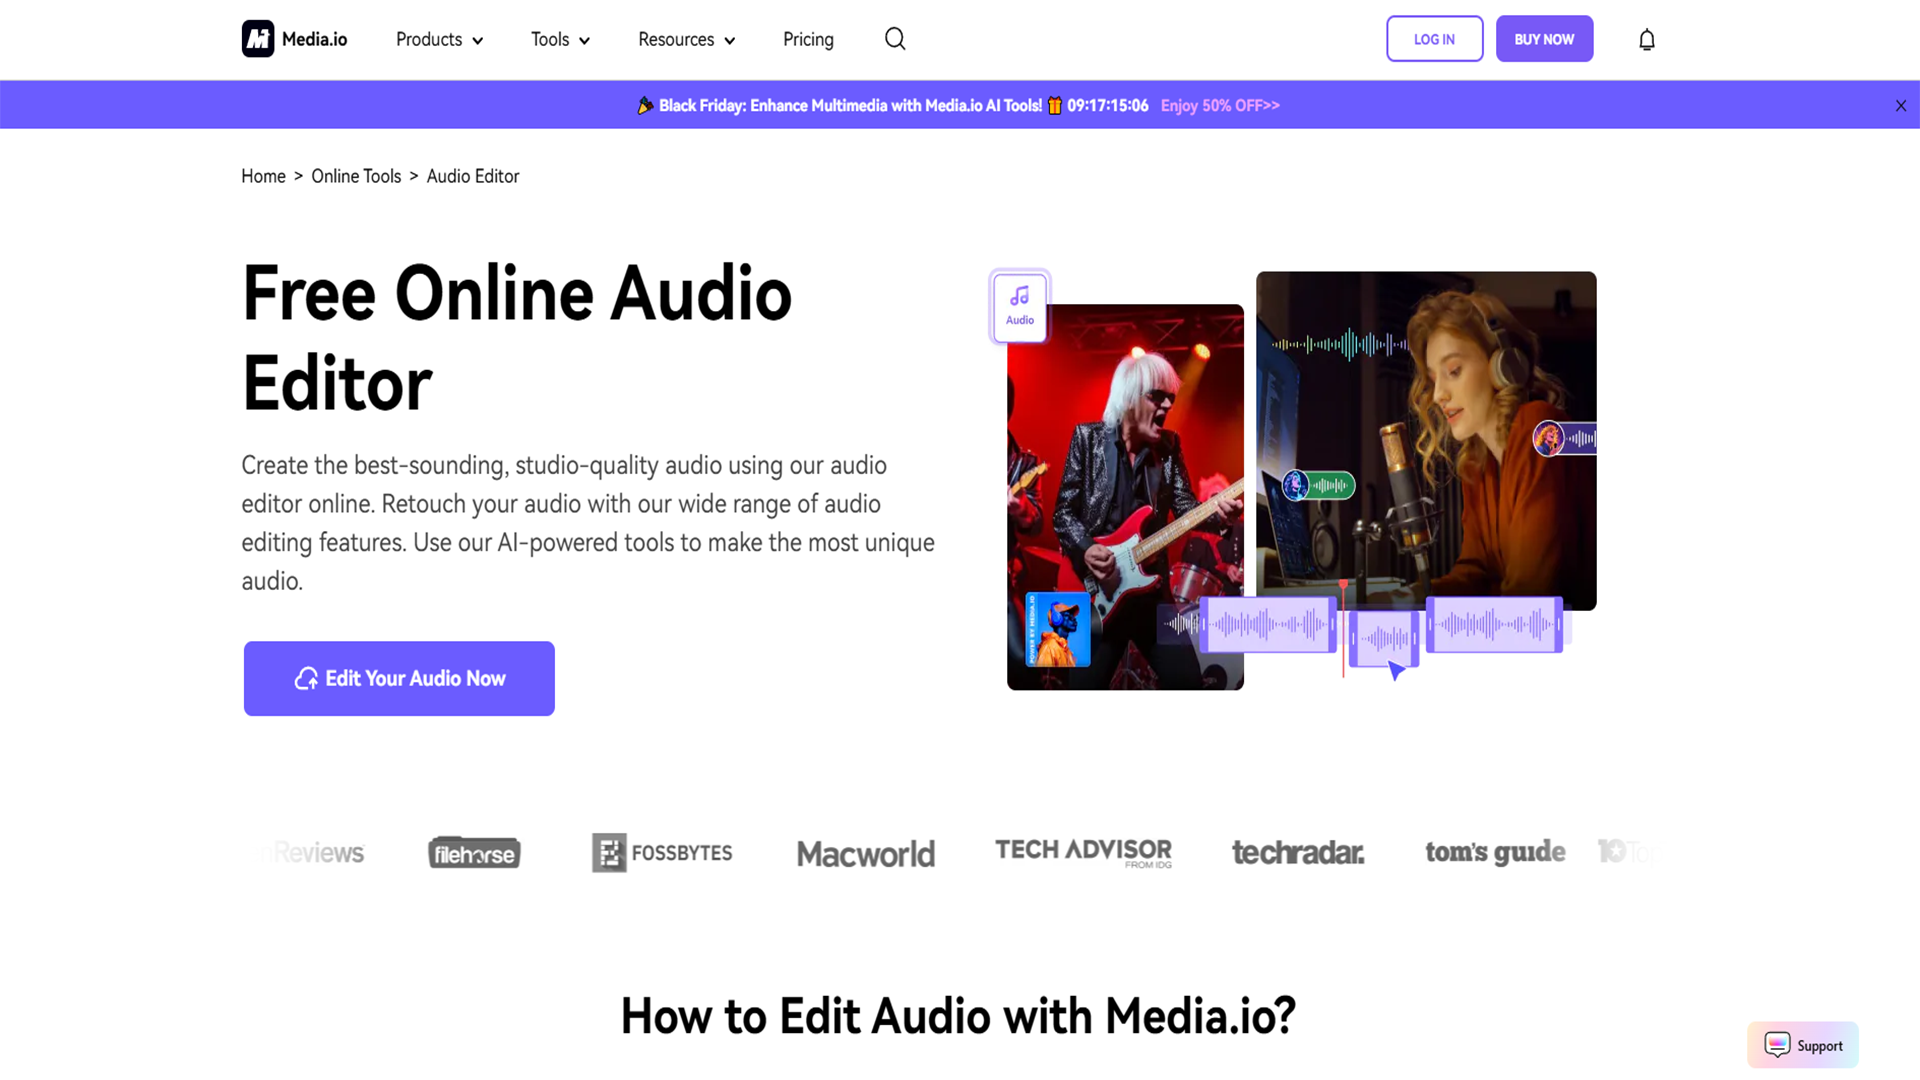 Media.io
Products
Tools
Resources
Pricing
LOG IN
BUY NOW
Black Friday: Enhance Multimedia with Media.io AI Tools! 09:17:15:06 Enjoy 50% OFF>>
Home > Online Tools > Audio Editor
Free Online Audio
Editor
Create the best-sounding, studio-quality audio using our audio
editor online. Retouch your audio with our wide range of audio
editing features. Use our AI-powered tools to make the most unique
audio.
Edit Your Audio Now
Audio
POWER BY MEDIA.IO
Reviews
filehorse
FOSSBYTES
Macworld
TECH ADVISOR
FROM IDG
techradar.
tom's guide
10
How to Edit Audio with Media.io?
Support